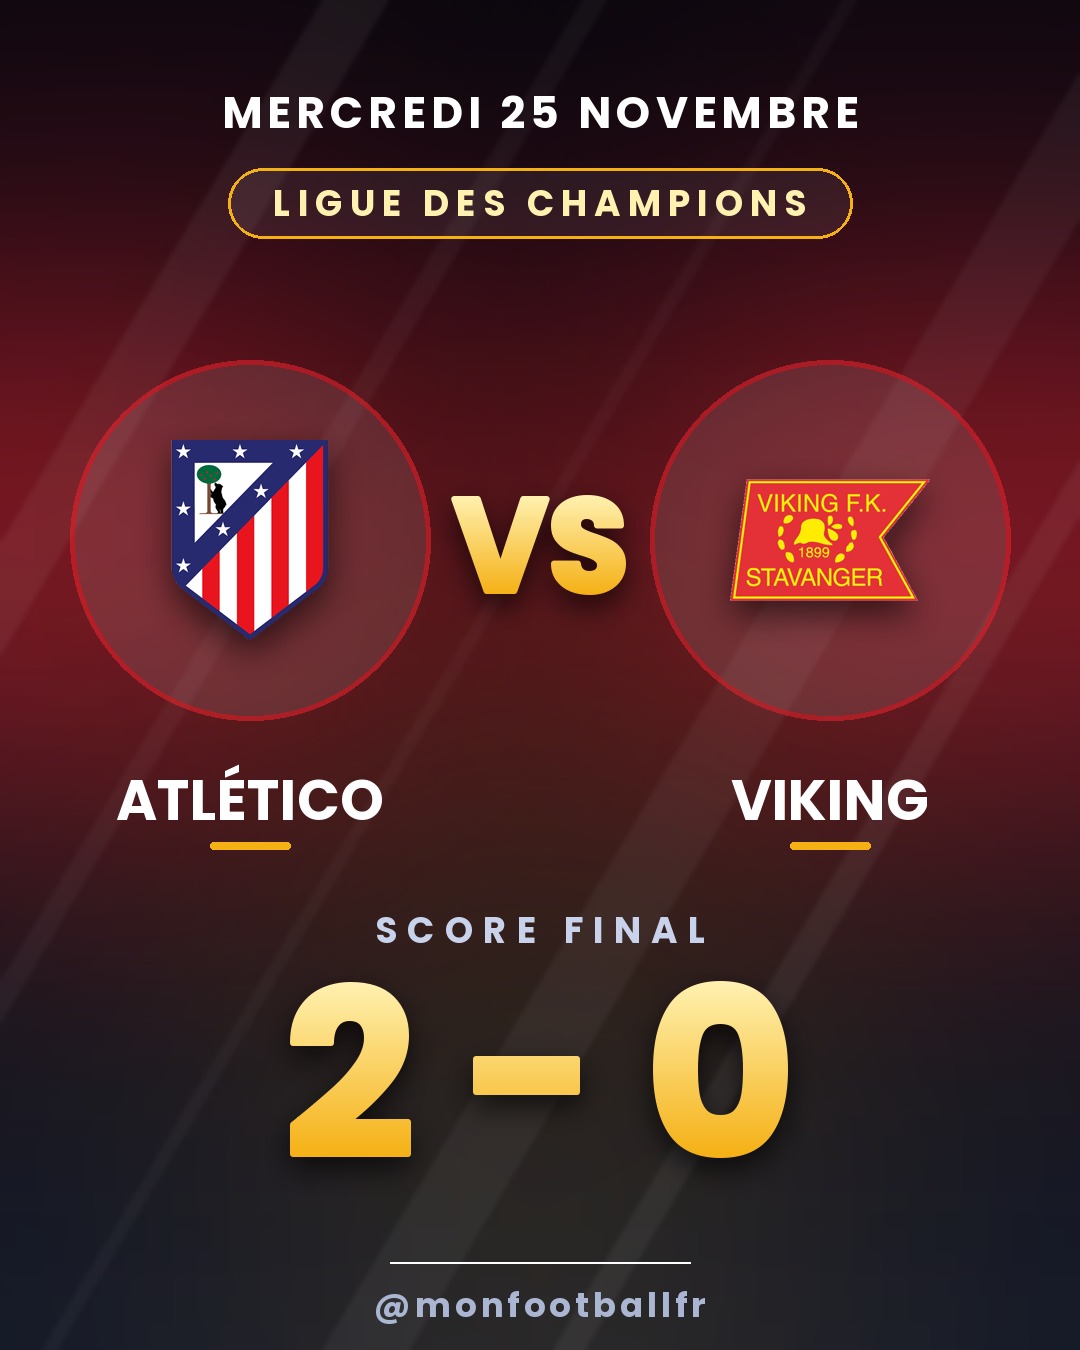 MERCREDI 25 NOVEMBRE
LIGUE DES CHAMPIONS
VS
VIKING F.K.
1899
STAVANGER
ATLÉTICO
VIKING
SCORE FINAL
2 – 0
@monfootballfr